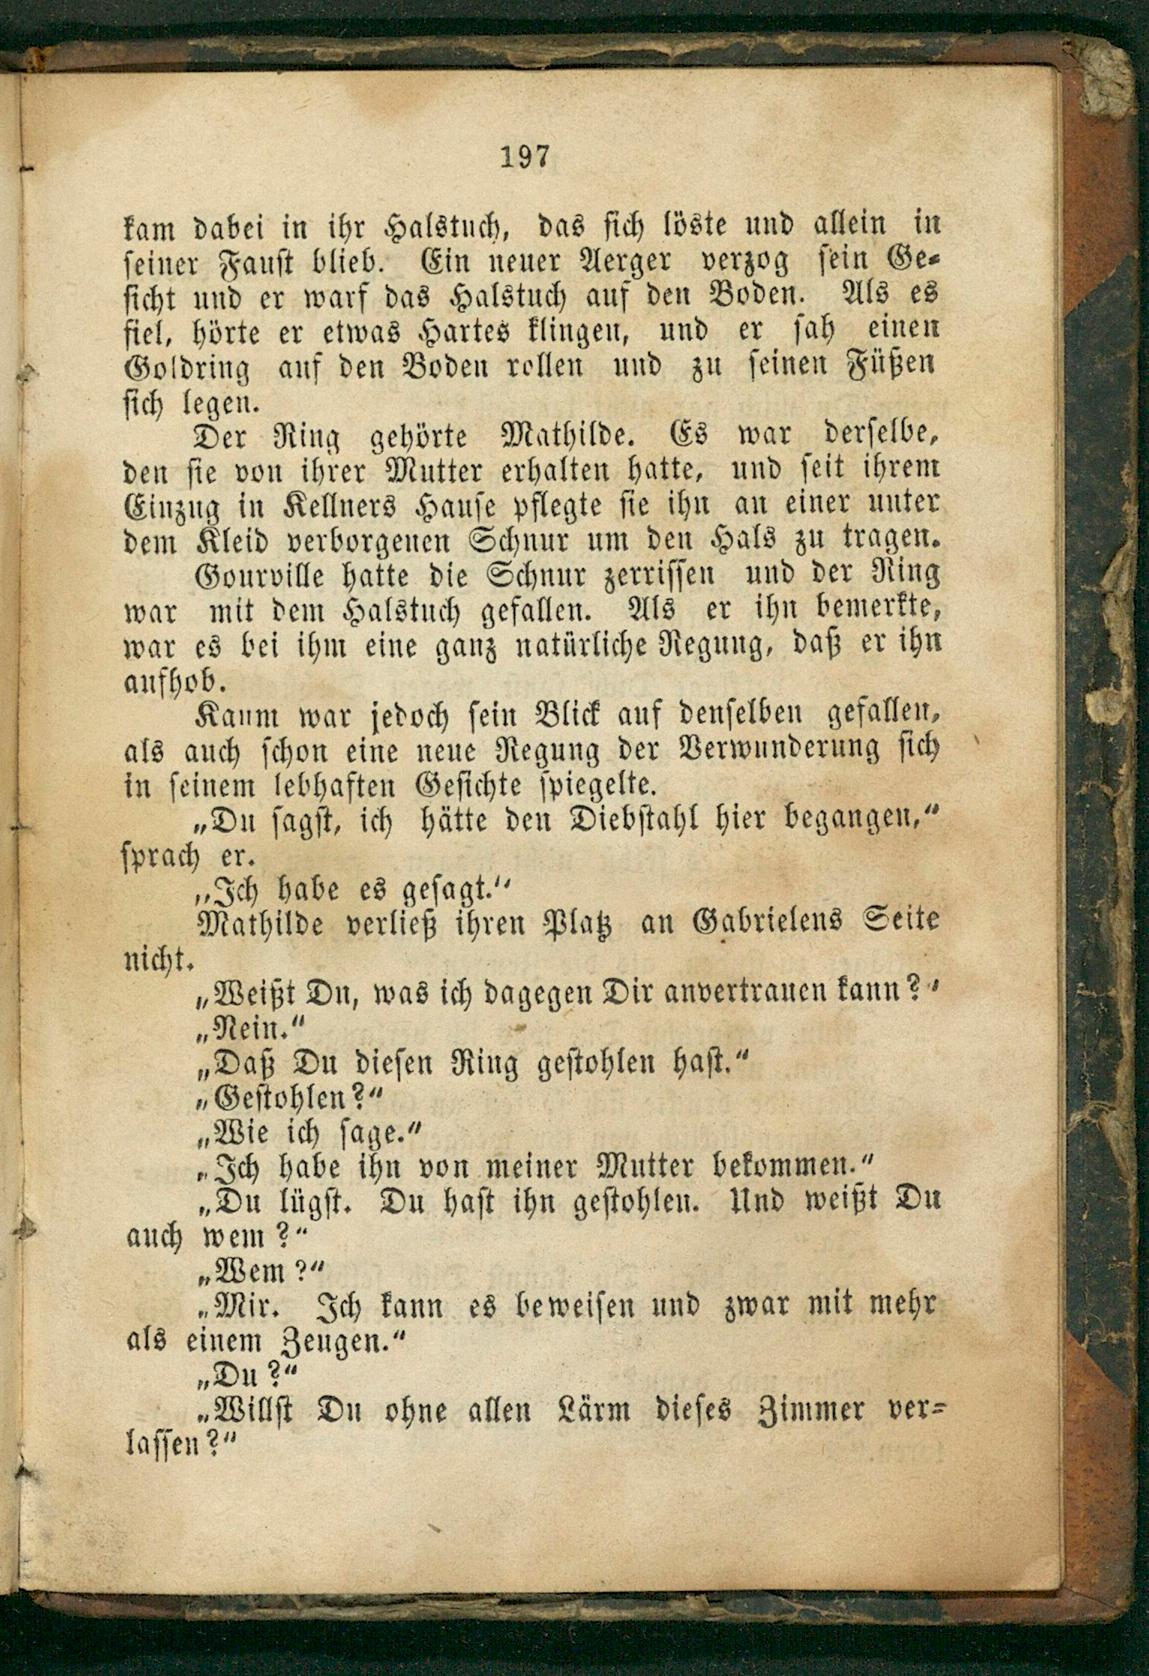 197
kam dabei in ihr Halstuch, das sich löste und allein in
seiner Faust blieb. Ein neuer Aerger verzog sein Ge-
sicht und er warf das Halstuch auf den Boden. Als es
fiel, hörte er etwas Hartes klingen, und er sah einen
Goldring auf den Boden rollen und zu seinen Füßen
sich legen.
Der Ring gehörte Mathilde. Es war derselbe,
den sie von ihrer Mutter erhalten hatte, und seit ihrem
Einzug in Kellners Hause pflegte sie ihn an einer unter
dem Kleid verborgenen Schnur um den Hals zu tragen.
Gourville hatte die Schnur zerrissen und der Ring
war mit dem Halstuch gefallen. Als er ihn bemerkte,
war es bei ihm eine ganz natürliche Regung, daß er ihn
aufhob.
Kaum war jedoch sein Blick auf denselben gefallen,
als auch schon eine neue Regung der Verwunderung sich
in seinem lebhaften Gesichte spiegelte.
„Du sagst, ich hätte den Diebstahl hier begangen,“
sprach er.
„Ich habe es gesagt.“
Mathilde verließ ihren Platz an Gabrielens Seite
nicht.
„Weißt Du, was ich dagegen Dir anvertrauen kann?“
„Nein.“
„Daß Du diesen Ring gestohlen hast.“
„Gestohlen?“
„Wie ich sage.“
„Ich habe ihn von meiner Mutter bekommen.“
„Du lügst. Du hast ihn gestohlen. Und weißt Du
auch wem?“
„Wem?“
„Mir. Ich kann es beweisen und zwar mit mehr
als einem Zeugen.“
„Du?“
„Willst Du ohne allen Lärm dieses Zimmer ver-
lassen?“